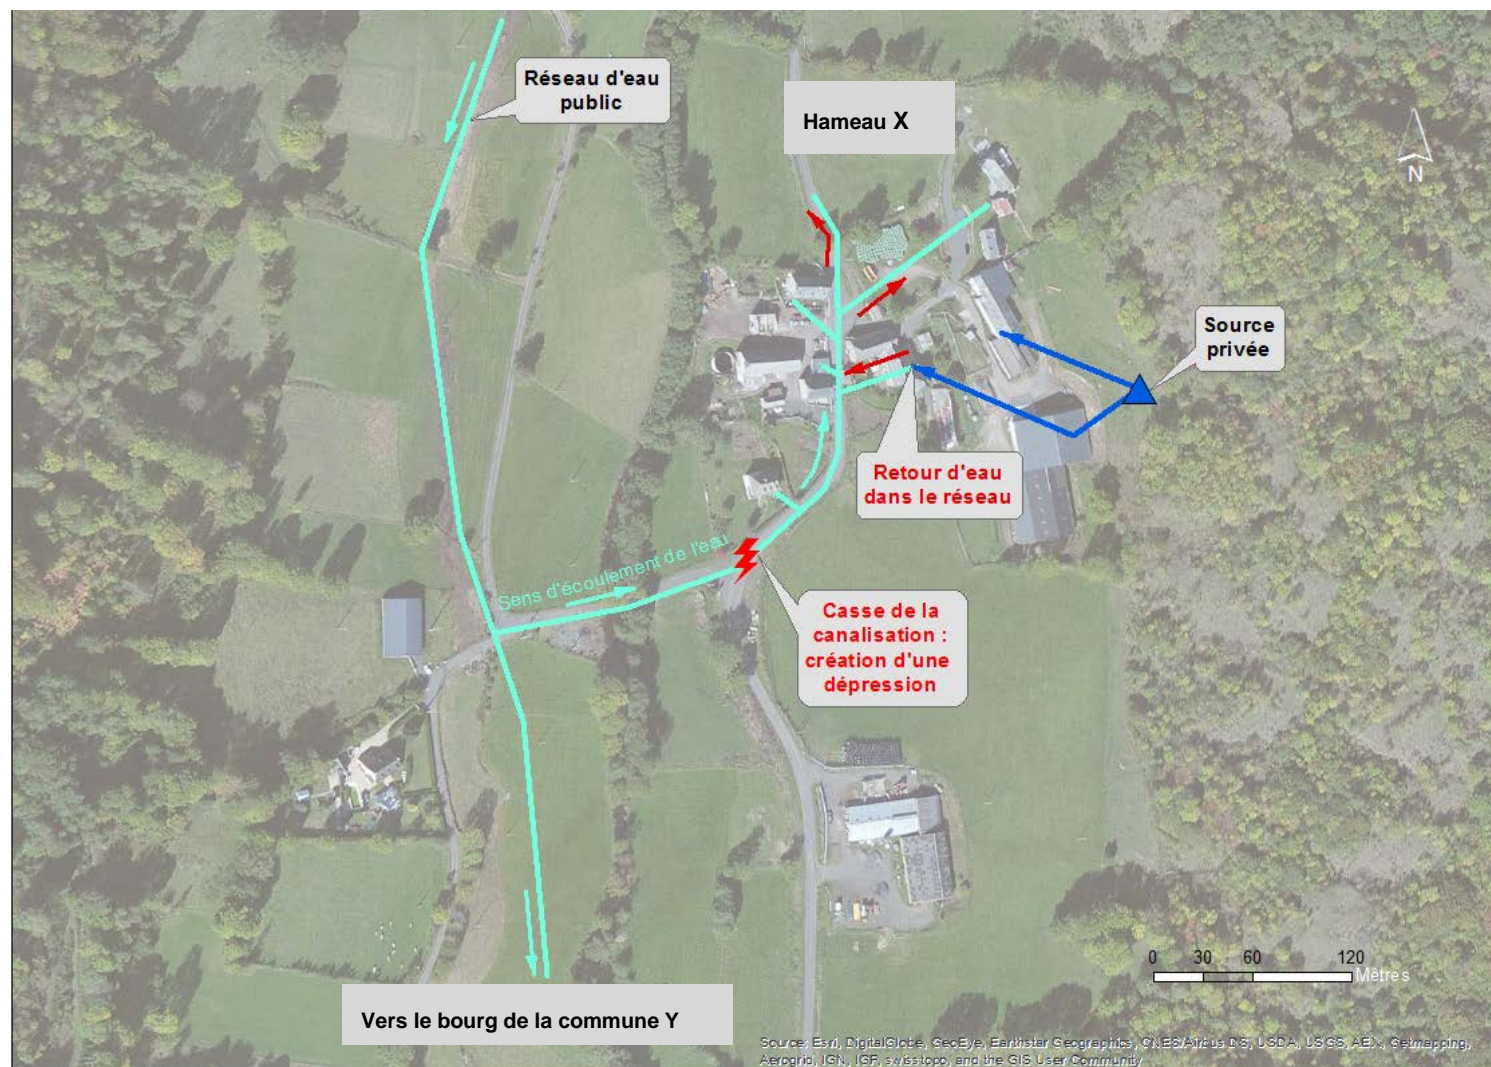 Réseau d'eau
public
Hameau X
N
Source
privée
Retour d'eau
dans le réseau
Sens d'écoulement de l'eau
Casse de la
canalisation :
création d'une
dépression
0 30 60 120
Mètres
Vers le bourg de la commune Y
Source: Esri, DigitalGlobe, GeoEye, Earthstar Geographics, CNES/Airbus DS, USDA, USGS, AEX, Getmapping,
Aerogrid, IGN, IGP, swisstopo, and the GIS User Community